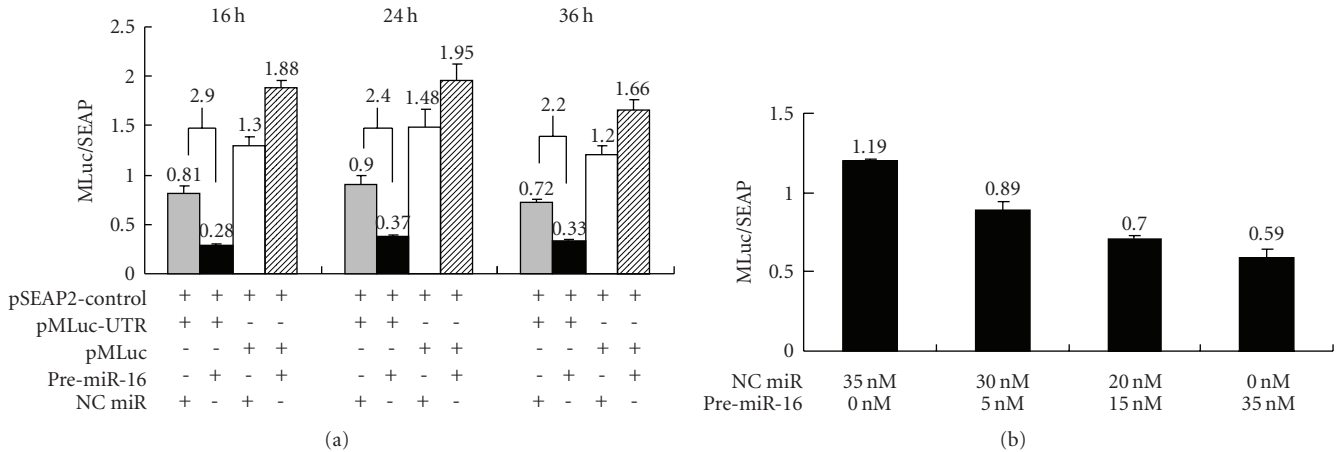 16 h 24 h 36 h
MLuc/SEAP
2.5
2
1.5
1
0.5
0
0.81 2.9 0.28 1.3 1.88
0.9 2.4 0.37 1.48 1.95
0.72 2.2 0.33 1.2 1.66
pSEAP2-control + + + + + + + + + + + +
pMLuc-UTR + + - - + + - - + + - -
pMLuc - - + + - - + + - - + +
Pre-miR-16 - + - + - + - + - + - +
NC miR + - + - + - + - + - + -
(a)
MLuc/SEAP
1.5
1
0.5
0
1.19 0.89 0.7 0.59
NC miR 35 nM 30 nM 20 nM 0 nM
Pre-miR-16 0 nM 5 nM 15 nM 35 nM
(b)